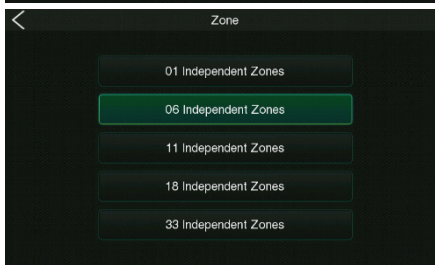 Zone
01 Independent Zones
06 Independent Zones
11 Independent Zones
18 Independent Zones
33 Independent Zones